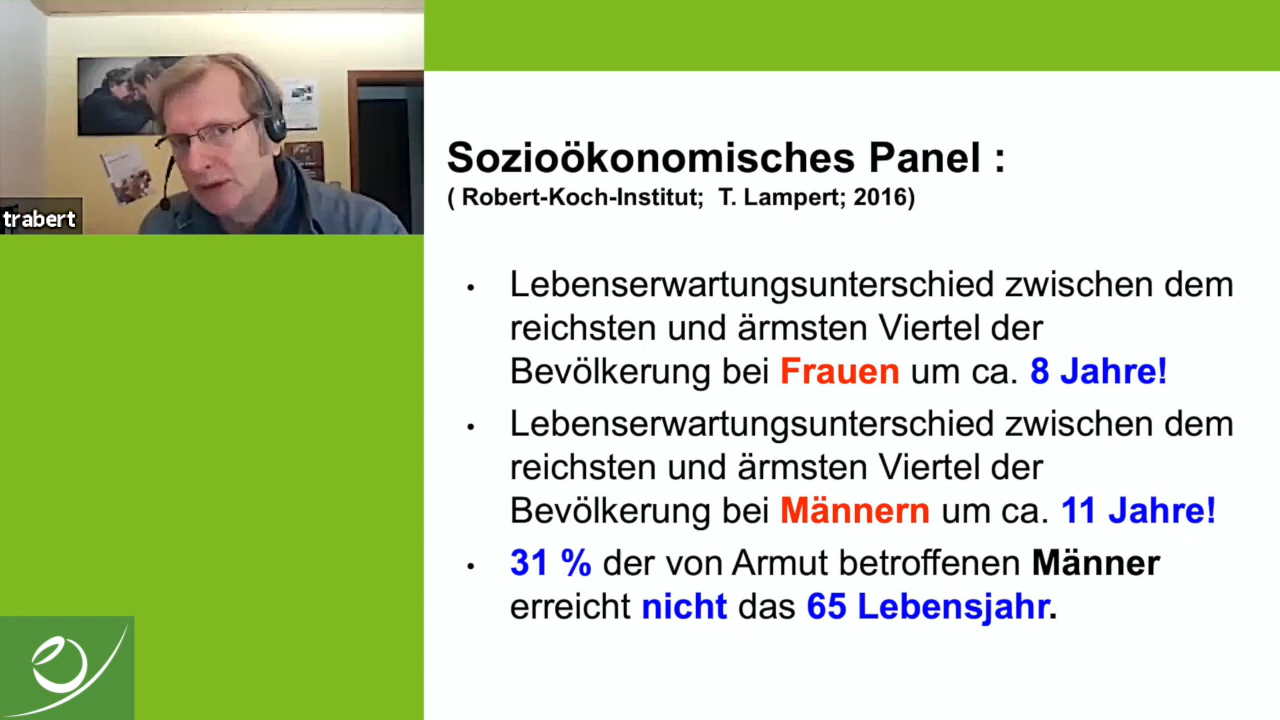 trabert
Sozioökonomisches Panel :
( Robert-Koch-Institut;  T. Lampert; 2016)
• Lebenserwartungsunterschied zwischen dem
reichsten und ärmsten Viertel der
Bevölkerung bei Frauen um ca. 8 Jahre!
• Lebenserwartungsunterschied zwischen dem
reichsten und ärmsten Viertel der
Bevölkerung bei Männern um ca. 11 Jahre!
• 31 % der von Armut betroffenen Männer
erreicht nicht das 65 Lebensjahr.